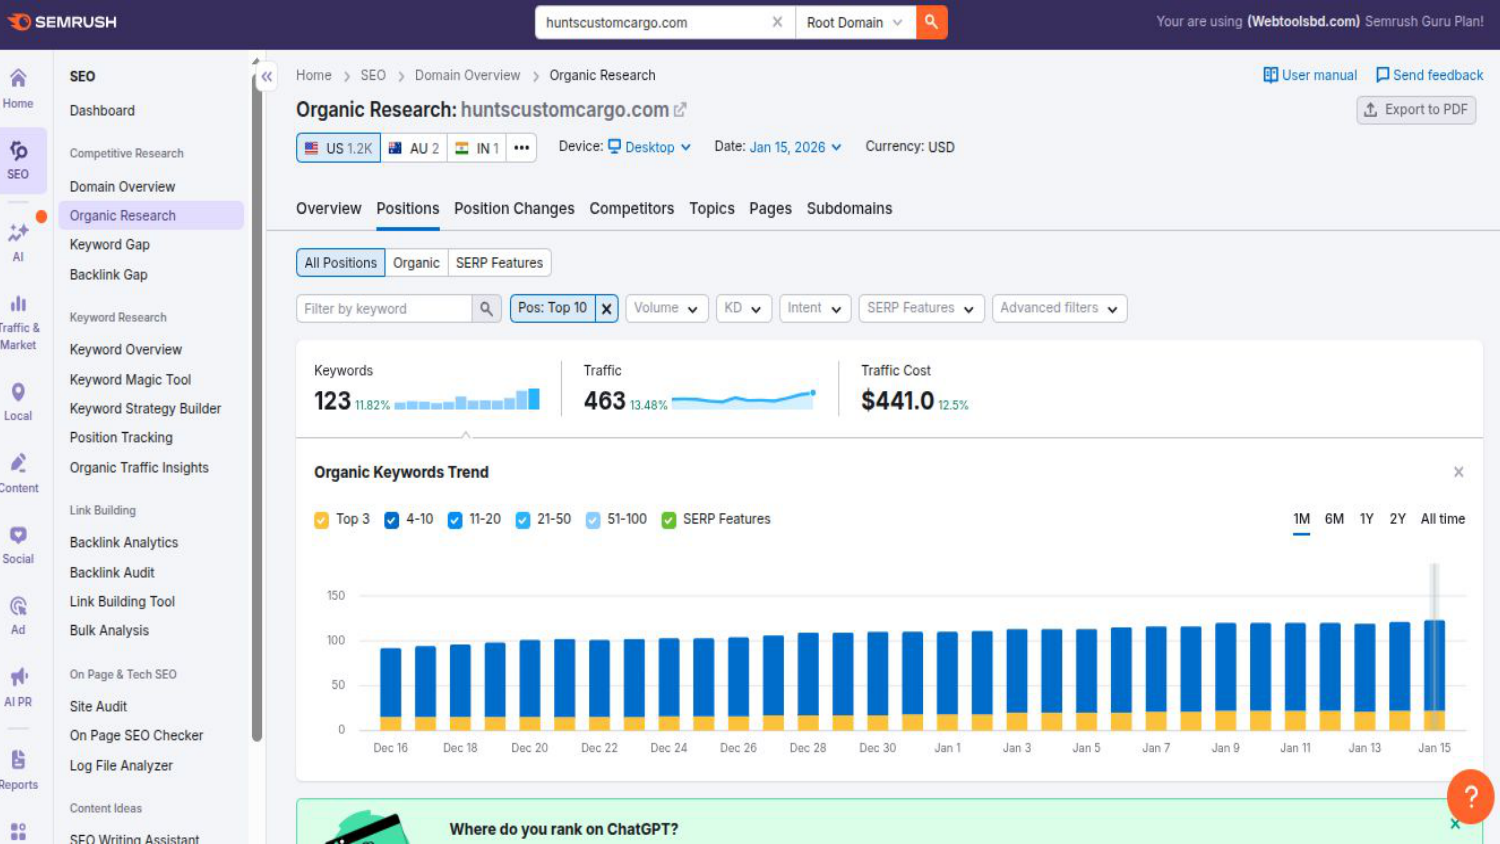 SEMRUSH
huntscustomcargo.com
Root Domain
You are using (Webtoolsbd.com) Semrush Guru Plan!
Home
SEO
AI
Traffic &
Market
Local
Content
Social
Ad
AI PR
Reports
SEO
Dashboard
Competitive Research
Domain Overview
Organic Research
Keyword Gap
Backlink Gap
Keyword Research
Keyword Overview
Keyword Magic Tool
Keyword Strategy Builder
Position Tracking
Organic Traffic Insights
Link Building
Backlink Analytics
Backlink Audit
Link Building Tool
Bulk Analysis
On Page & Tech SEO
Site Audit
On Page SEO Checker
Log File Analyzer
Content Ideas
SEO Writing Assistant
Home > SEO > Domain Overview > Organic Research
User manual
Send feedback
Organic Research: huntscustomcargo.com
Export to PDF
US 1.2K AU 2 IN 1 •••
Device: Desktop Date: Jan 15, 2026 Currency: USD
Overview Positions Position Changes Competitors Topics Pages Subdomains
All Positions Organic SERP Features
Filter by keyword Pos: Top 10 Volume KD Intent SERP Features Advanced filters
Keywords
123 11.82%
Traffic
463 13.48%
Traffic Cost
$441.0 12.5%
Organic Keywords Trend
Top 3 4-10 11-20 21-50 51-100 SERP Features
1M 6M 1Y 2Y All time
150
100
50
0
Dec 16 Dec 18 Dec 20 Dec 22 Dec 24 Dec 26 Dec 28 Dec 30 Jan 1 Jan 3 Jan 5 Jan 7 Jan 9 Jan 11 Jan 13 Jan 15
Where do you rank on ChatGPT?
?